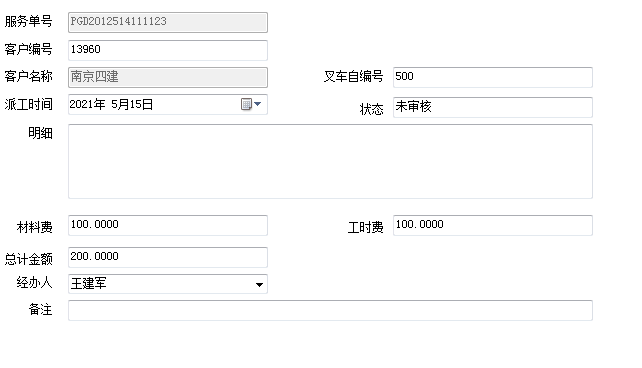 服务单号 PGD2012514111123
客户编号 13960
客户名称 南京四建 叉车自编号 500
派工时间 2021年 5月15日 状态 未审核
明细
材料费 100.0000 工时费 100.0000
总计金额 200.0000
经办人 王建军
备注